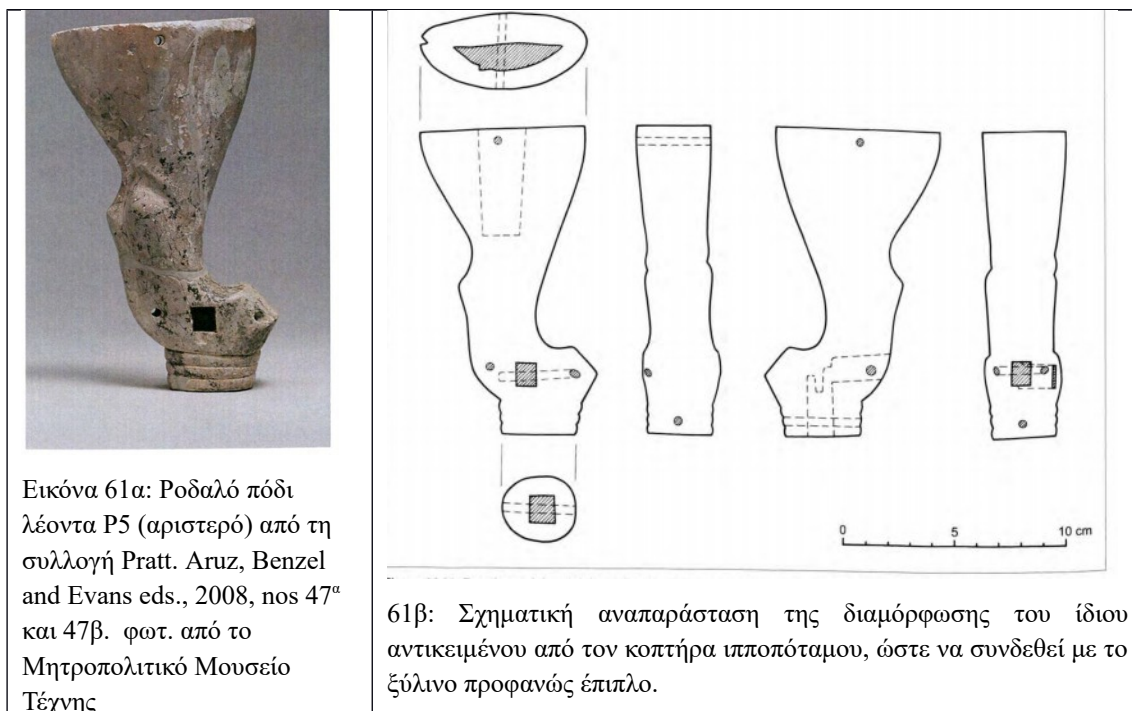 0 5 10 cm
Εικόνα 61α: Ροδαλό πόδι
λέοντα P5 (αριστερό) από τη
συλλογή Pratt. Aruz, Benzel
and Evans eds., 2008, nos 47α
και 47β. φωτ. από το
Μητροπολιτικό Μουσείο
Τέχνης
61β: Σχηματική αναπαράσταση της διαμόρφωσης του ίδιου
αντικειμένου από τον κοπτήρα ιπποπόταμου, ώστε να συνδεθεί με το
ξύλινο προφανώς έπιπλο.